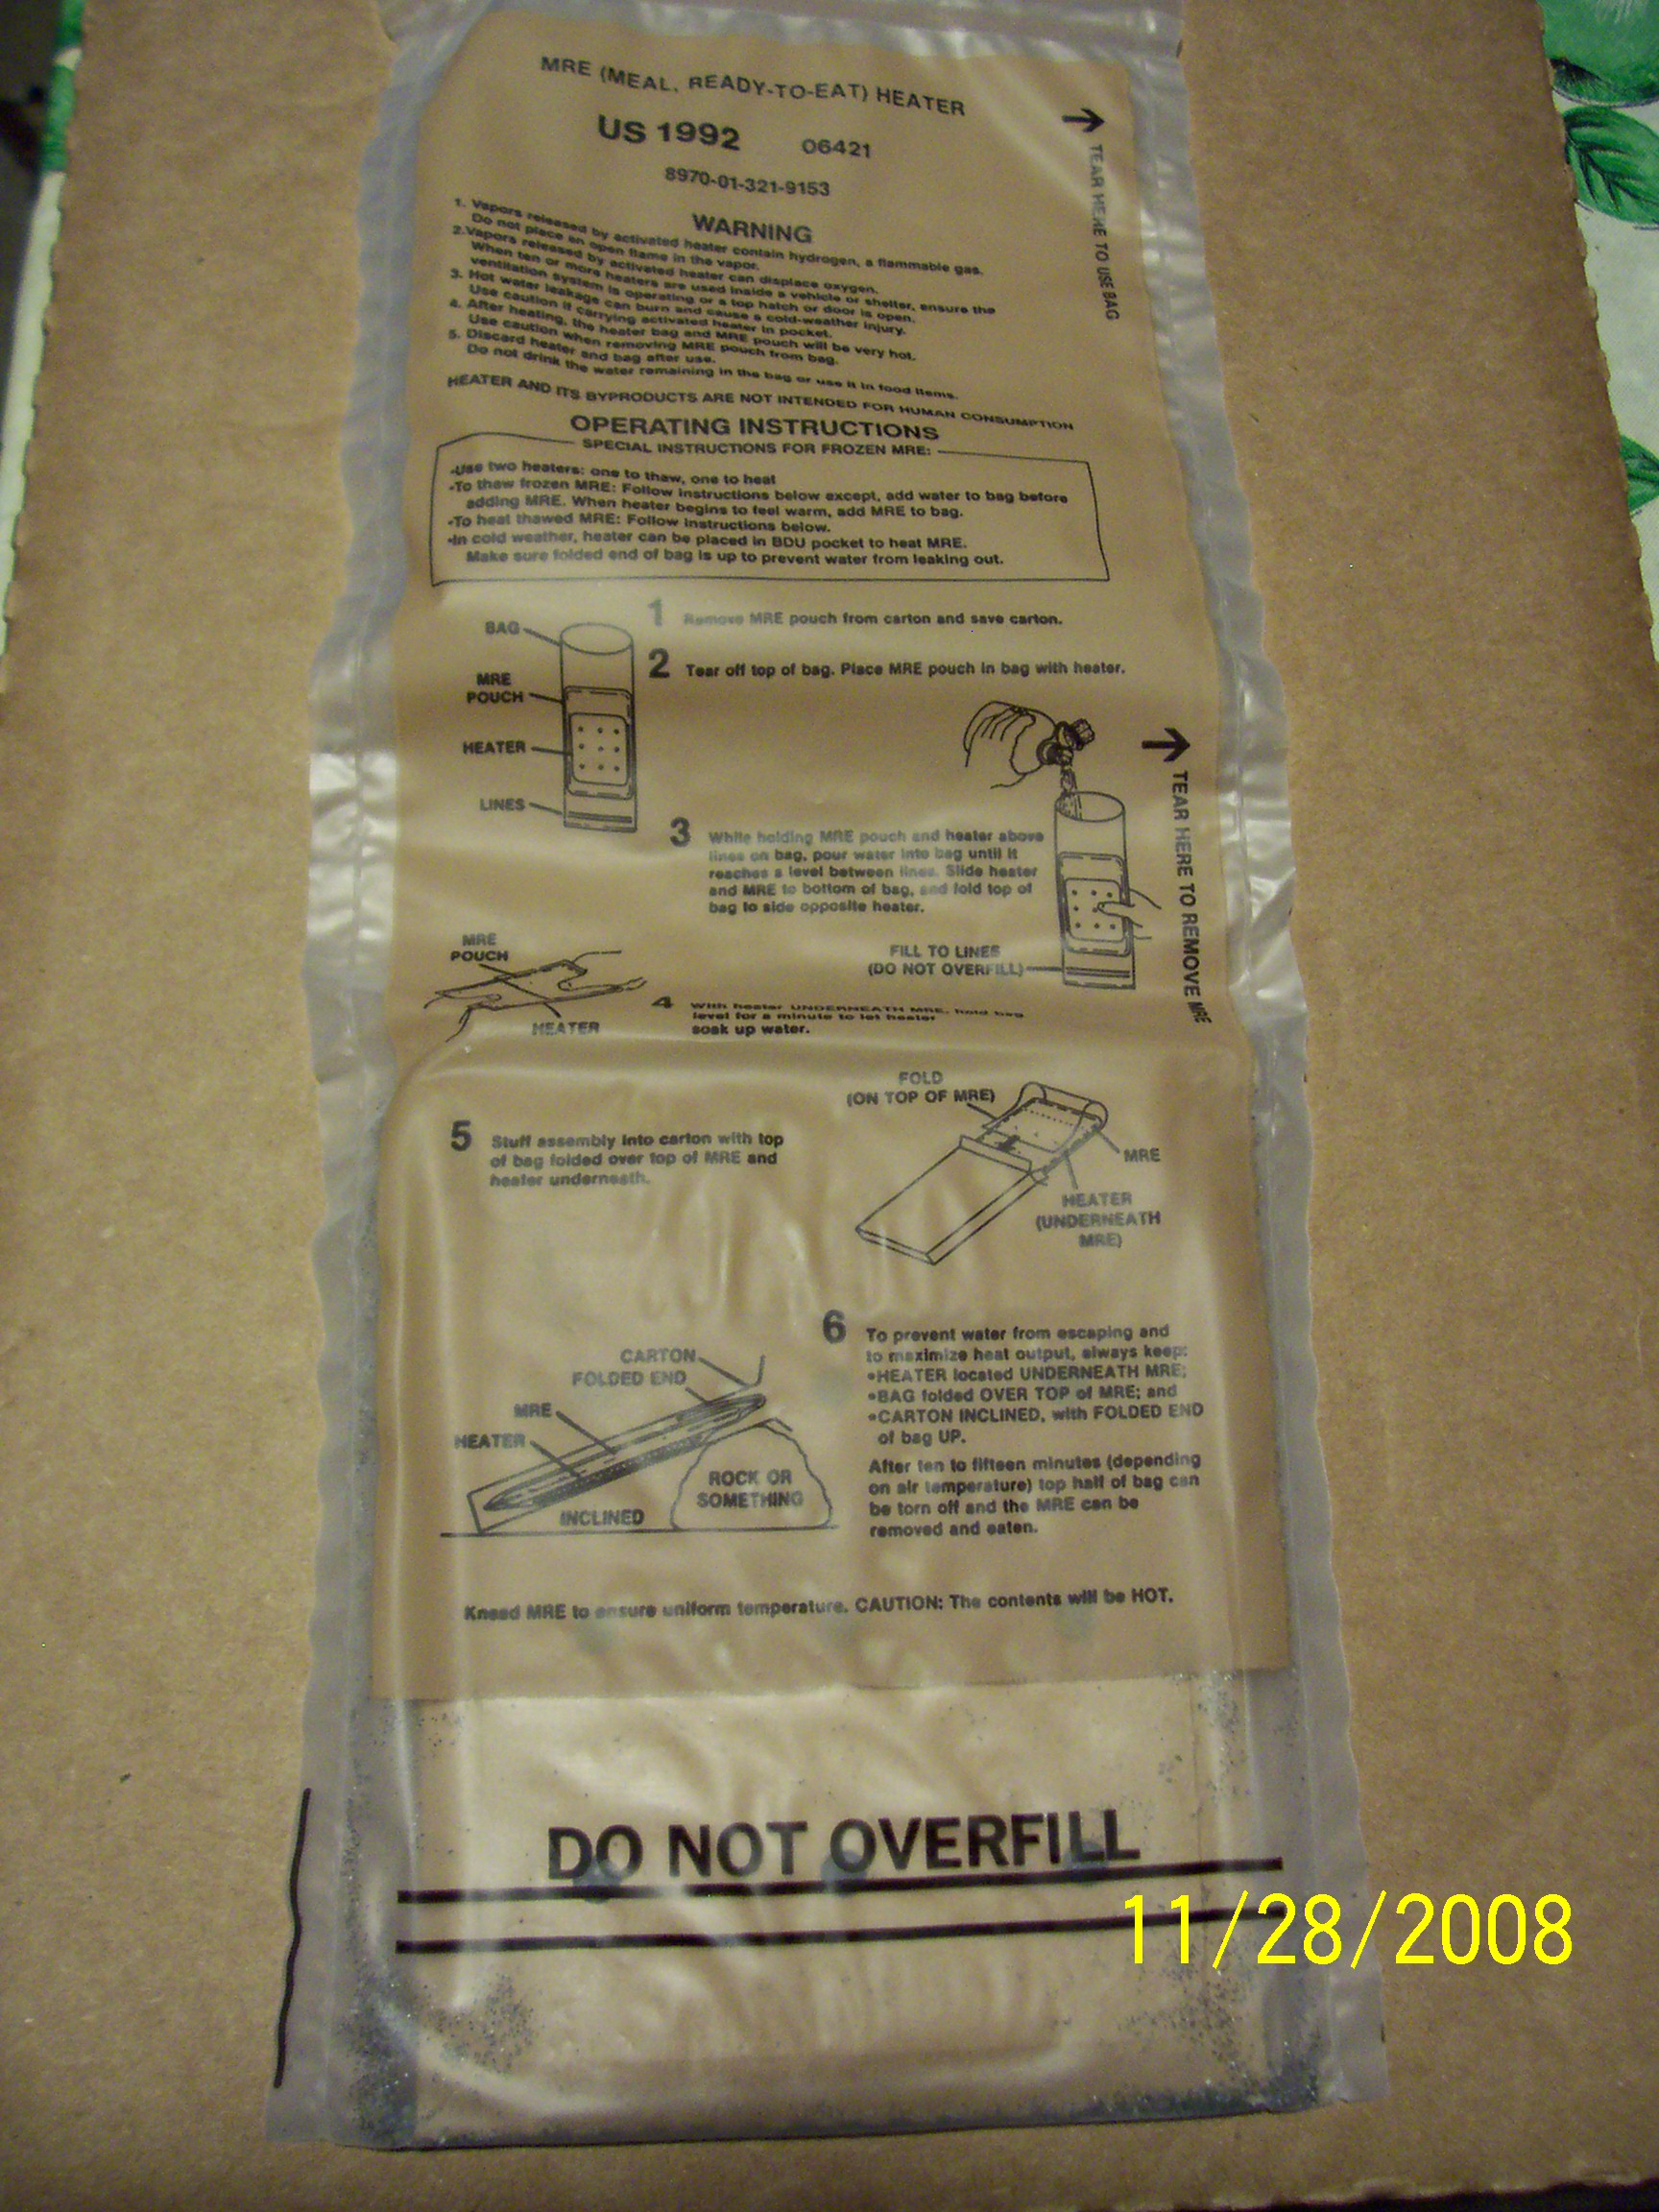 MRE (MEAL, READY-TO-EAT) HEATER
US 1992 06421
8970-01-321-9153
TEAR HERE TO USE BAG
WARNING
1. Vapors released by activated heater contain hydrogen, a flammable gas.
Do not place an open flame in the vapor.
2. Vapors released by activated heater can displace oxygen.
When ten or more heaters are used inside a vehicle or shelter, ensure the
ventilation system is operating or a top hatch or door is open.
3. Hot water leakage can burn and cause a cold-weather injury.
Use caution if carrying activated heater in pocket.
4. After heating, the heater bag and MRE pouch will be very hot.
Use caution when removing MRE pouch from bag.
5. Discard heater and bag after use.
Do not drink the water remaining in the bag or use it in food items.
HEATER AND ITS BYPRODUCTS ARE NOT INTENDED FOR HUMAN CONSUMPTION
OPERATING INSTRUCTIONS
SPECIAL INSTRUCTIONS FOR FROZEN MRE:
-Use two heaters: one to thaw, one to heat
-To thaw frozen MRE: Follow instructions below except, add water to bag before
adding MRE. When heater begins to feel warm, add MRE to bag.
-To heat thawed MRE: Follow instructions below.
-In cold weather, heater can be placed in BDU pocket to heat MRE.
Make sure folded end of bag is up to prevent water from leaking out.
1 Remove MRE pouch from carton and save carton.
BAG
2 Tear off top of bag. Place MRE pouch in bag with heater.
MRE
POUCH
HEATER
LINES
TEAR HERE TO REMOVE MRE
3 While holding MRE pouch and heater above
lines on bag, pour water into bag until it
reaches a level between lines. Slide heater
and MRE to bottom of bag, and fold top of
bag to side opposite heater.
FILL TO LINES
(DO NOT OVERFILL)
MRE
POUCH
HEATER
4 With heater UNDERNEATH MRE, hold bag
level for a minute to let heater
soak up water.
FOLD
(ON TOP OF MRE)
MRE
HEATER
(UNDERNEATH
MRE)
5 Stuff assembly into carton with top
of bag folded over top of MRE and
heater underneath.
6 To prevent water from escaping and
to maximize heat output, always keep:
•HEATER located UNDERNEATH MRE;
•BAG folded OVER TOP of MRE; and
•CARTON INCLINED, with FOLDED END
of bag UP.
After ten to fifteen minutes (depending
on air temperature) top half of bag can
be torn off and the MRE can be
removed and eaten.
CARTON
FOLDED END
MRE
HEATER
ROCK OR
SOMETHING
INCLINED
Knead MRE to ensure uniform temperature. CAUTION: The contents will be HOT.
DO NOT OVERFILL
11/28/2008